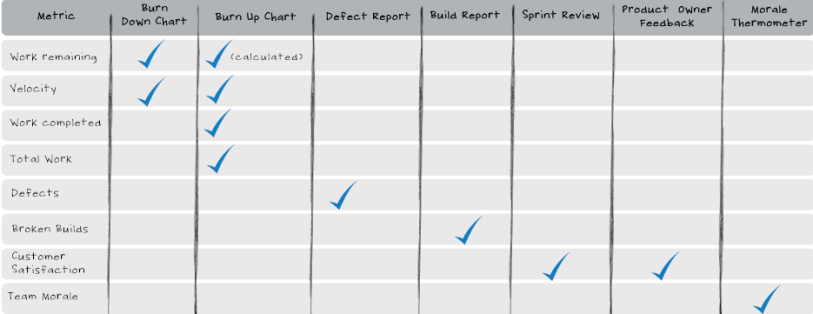 Metric
Burn
Down Chart
Burn Up Chart
Defect Report
Build Report
Sprint Review
Product Owner
Feedback
Morale
Thermometer
Work remaining
(calculated)
Velocity
Work completed
Total Work
Defects
Broken Builds
Customer
Satisfaction
Team Morale